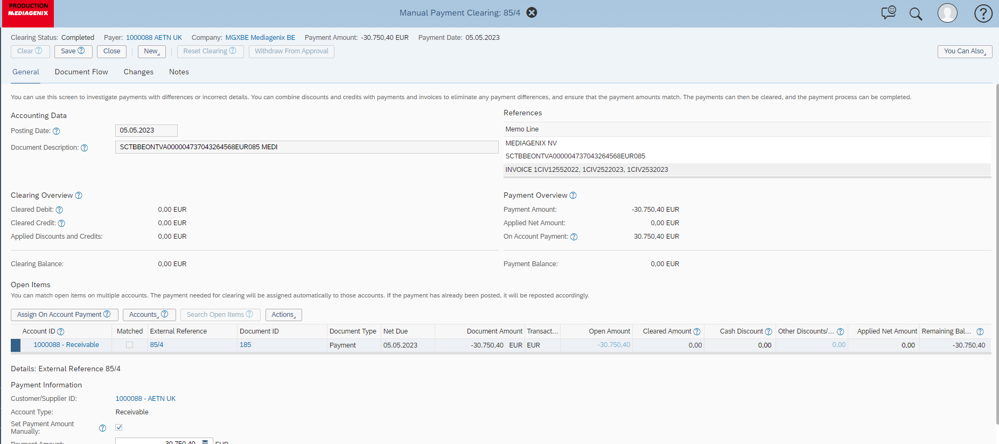 PRODUCTION
MEDIAGENIX
Manual Payment Clearing: 85/4
Clearing Status: Completed Payer: 1000088 AETN UK Company: MGXBE Mediagenix BE Payment Amount: -30.750,40 EUR Payment Date: 05.05.2023
Clear Save Close New Reset Clearing Withdraw From Approval You Can Also
General Document Flow Changes Notes
You can use this screen to investigate payments with differences or incorrect details. You can combine discounts and credits with payments and invoices to eliminate any payment differences, and ensure that the payment amounts match. The payments can then be cleared, and the payment process can be completed.
Accounting Data
Posting Date: 05.05.2023
Document Description: SCTBBEONTVA000004737043264568EUR085 MEDI
References
Memo Line
MEDIAGENIX NV
SCTBBEONTVA000004737043264568EUR085
INVOICE 1CIV12552022, 1CIV2522023, 1CIV2532023
Clearing Overview
Cleared Debit: 0,00 EUR
Cleared Credit: 0,00 EUR
Applied Discounts and Credits: 0,00 EUR
Clearing Balance: 0,00 EUR
Payment Overview
Payment Amount: -30.750,40 EUR
Applied Net Amount: 0,00 EUR
On Account Payment: 30.750,40 EUR
Payment Balance: 0,00 EUR
Open Items
You can match open items on multiple accounts. The payment needed for clearing will be assigned automatically to those accounts. If the payment has already been posted, it will be reposted accordingly.
Assign On Account Payment Accounts Search Open Items Actions
Account ID Matched External Reference Document ID Document Type Net Due Document Amount Transact... Open Amount Cleared Amount Cash Discount Other Discounts/... Applied Net Amount Remaining Bal...
1000088 - Receivable 85/4 185 Payment 05.05.2023 -30.750,40 EUR EUR -30.750,40 0,00 0,00 0,00 0,00 -30.750,40
Details: External Reference 85/4
Payment Information
Customer/Supplier ID: 1000088 - AETN UK
Account Type: Receivable
Set Payment Amount
Manually:
Payment Amount: 30.750,40 EUR